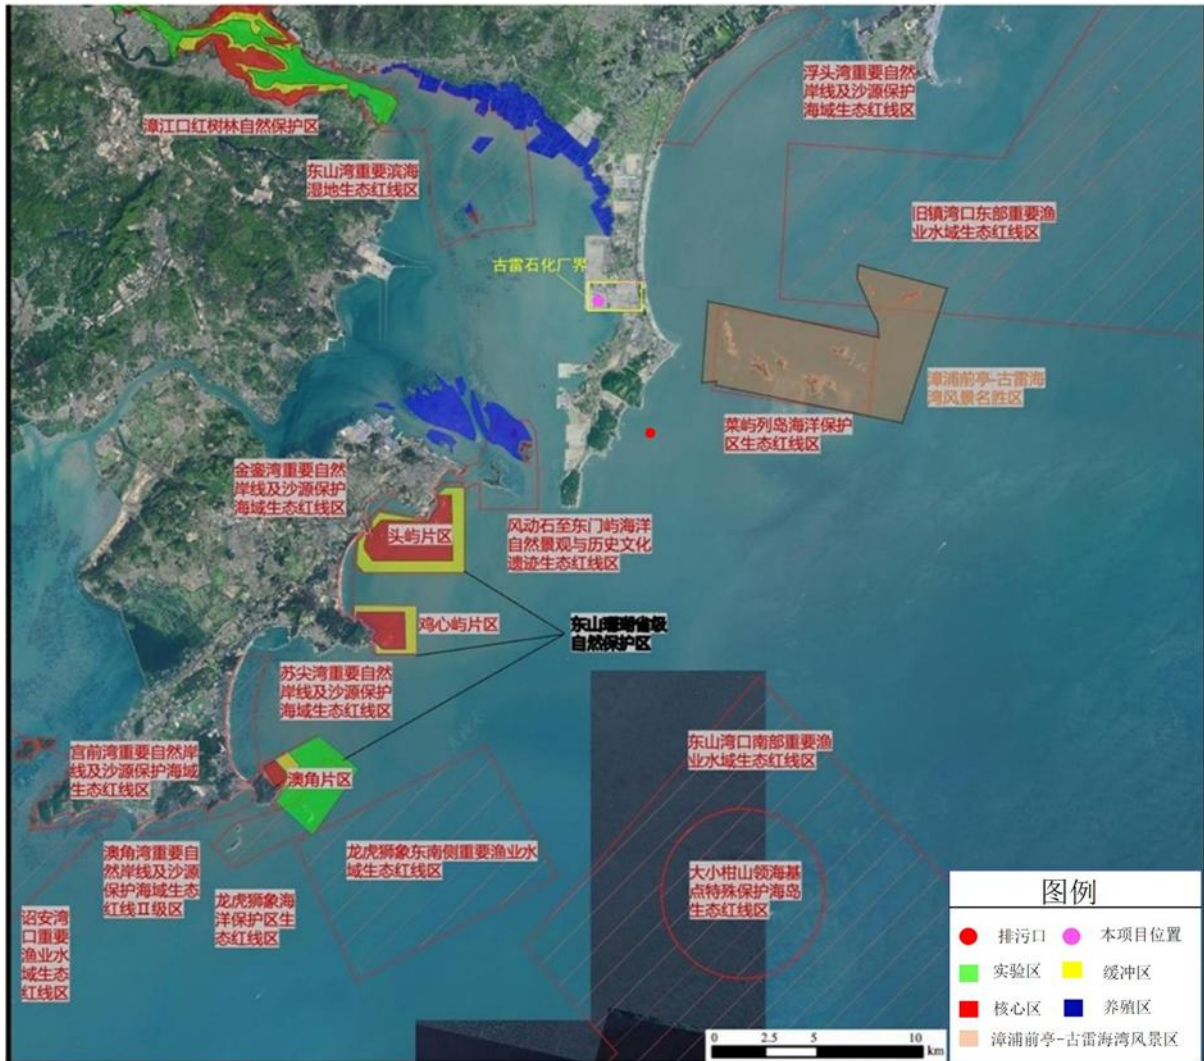 浮头湾重要自然
岸线及沙源保护
海域生态红线区
漳江口红树林自然保护区
东山湾重要滨海
湿地生态红线区
旧镇湾口东部重要渔
业水域生态红线区
古雷石化厂界
漳浦前亭-古雷海
湾风景名胜区
菜屿列岛海洋保护
区生态红线区
金銮湾重要自然
岸线及沙源保护
海域生态红线区
头屿片区
风动石至东门屿海洋
自然景观与历史文化
遗迹生态红线区
鸡心屿片区
东山珊瑚省级
自然保护区
苏尖湾重要自然
岸线及沙源保护
海域生态红线区
东山湾口南部重要渔
业水域生态红线区
宫前湾重要自然岸
线及沙源保护海域
生态红线区
澳角片区
澳角湾重要自
然岸线及沙源
保护海域生态
红线Ⅱ级区
龙虎狮象东南侧重要渔业水
域生态红线区
大小柑山领海基
点特殊保护海岛
生态红线区
龙虎狮象海
洋保护区生
态红线区
诏安湾
口重要
渔业水
域生态
红线区
图例
排污口
本项目位置
实验区
缓冲区
核心区
养殖区
漳浦前亭-古雷海湾风景区
0 2.5 5 10
km